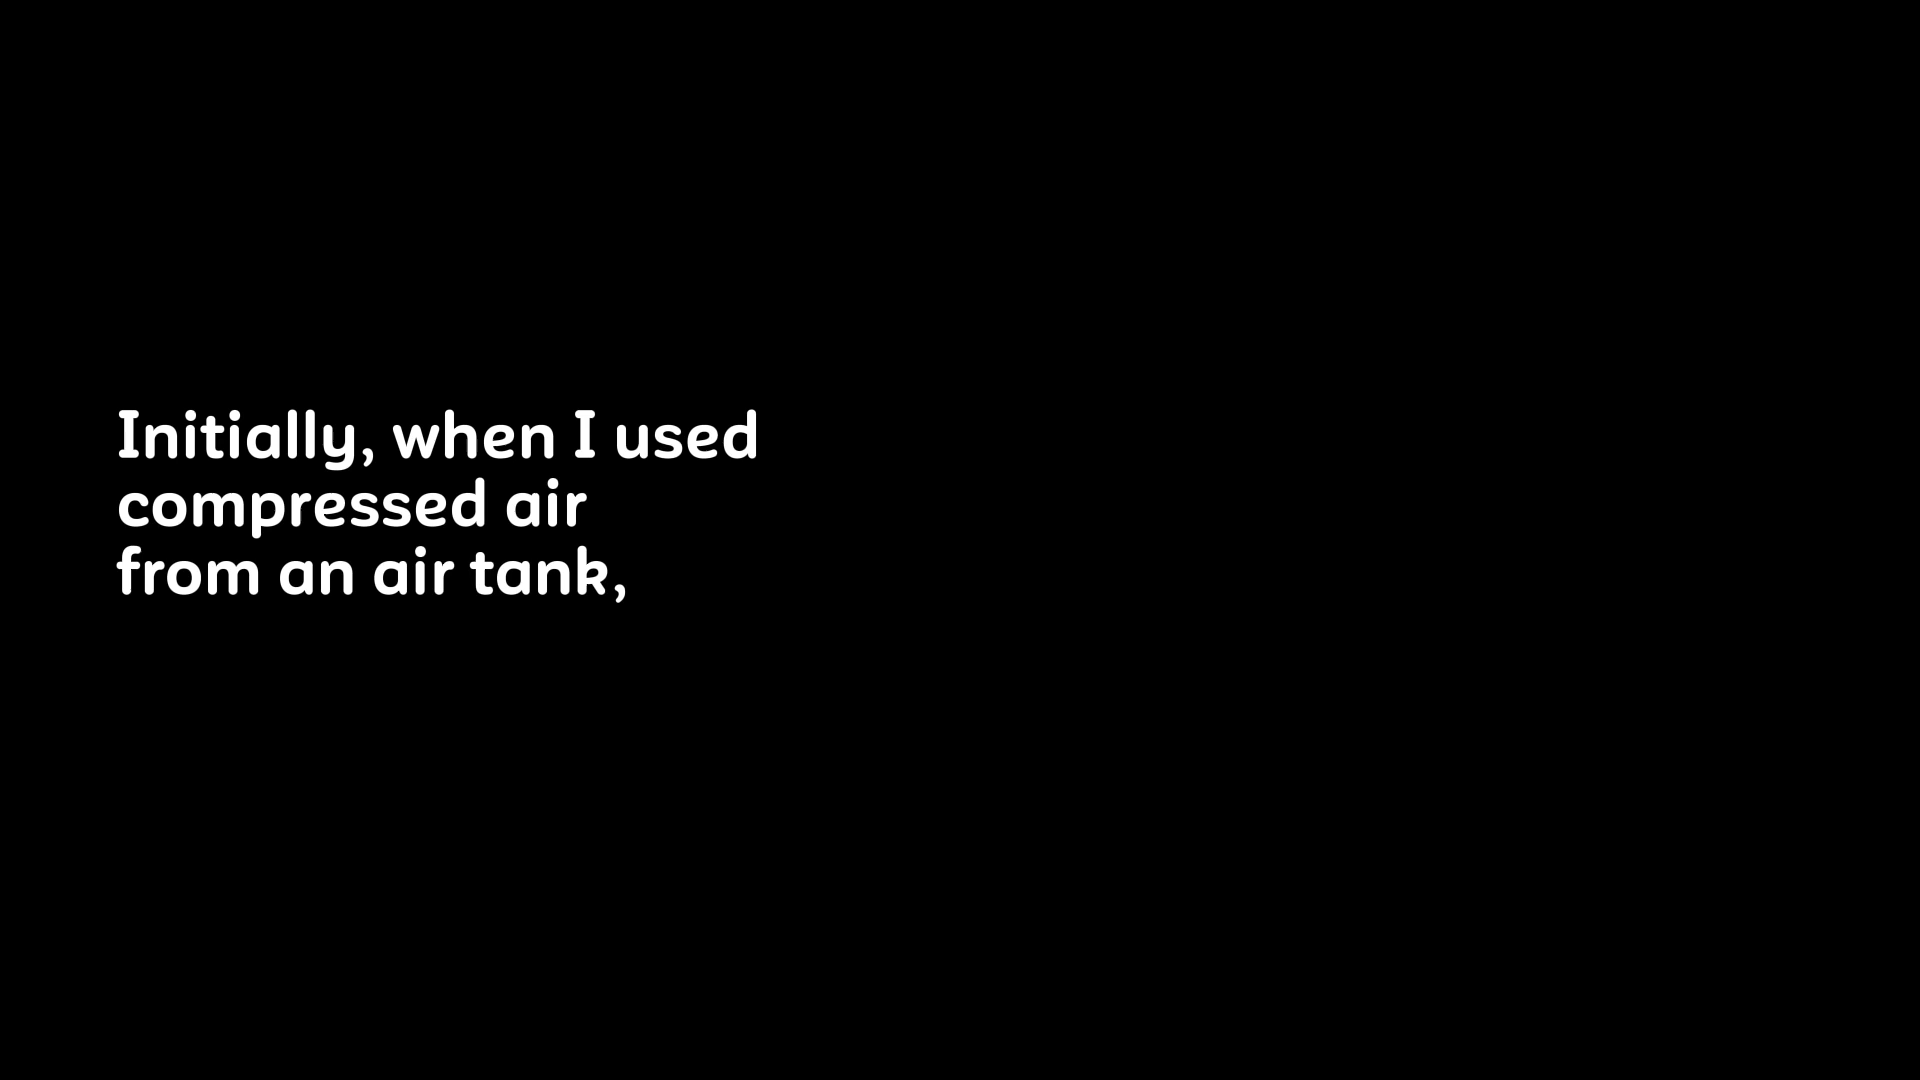 Initially, when I used
compressed air
from an air tank,